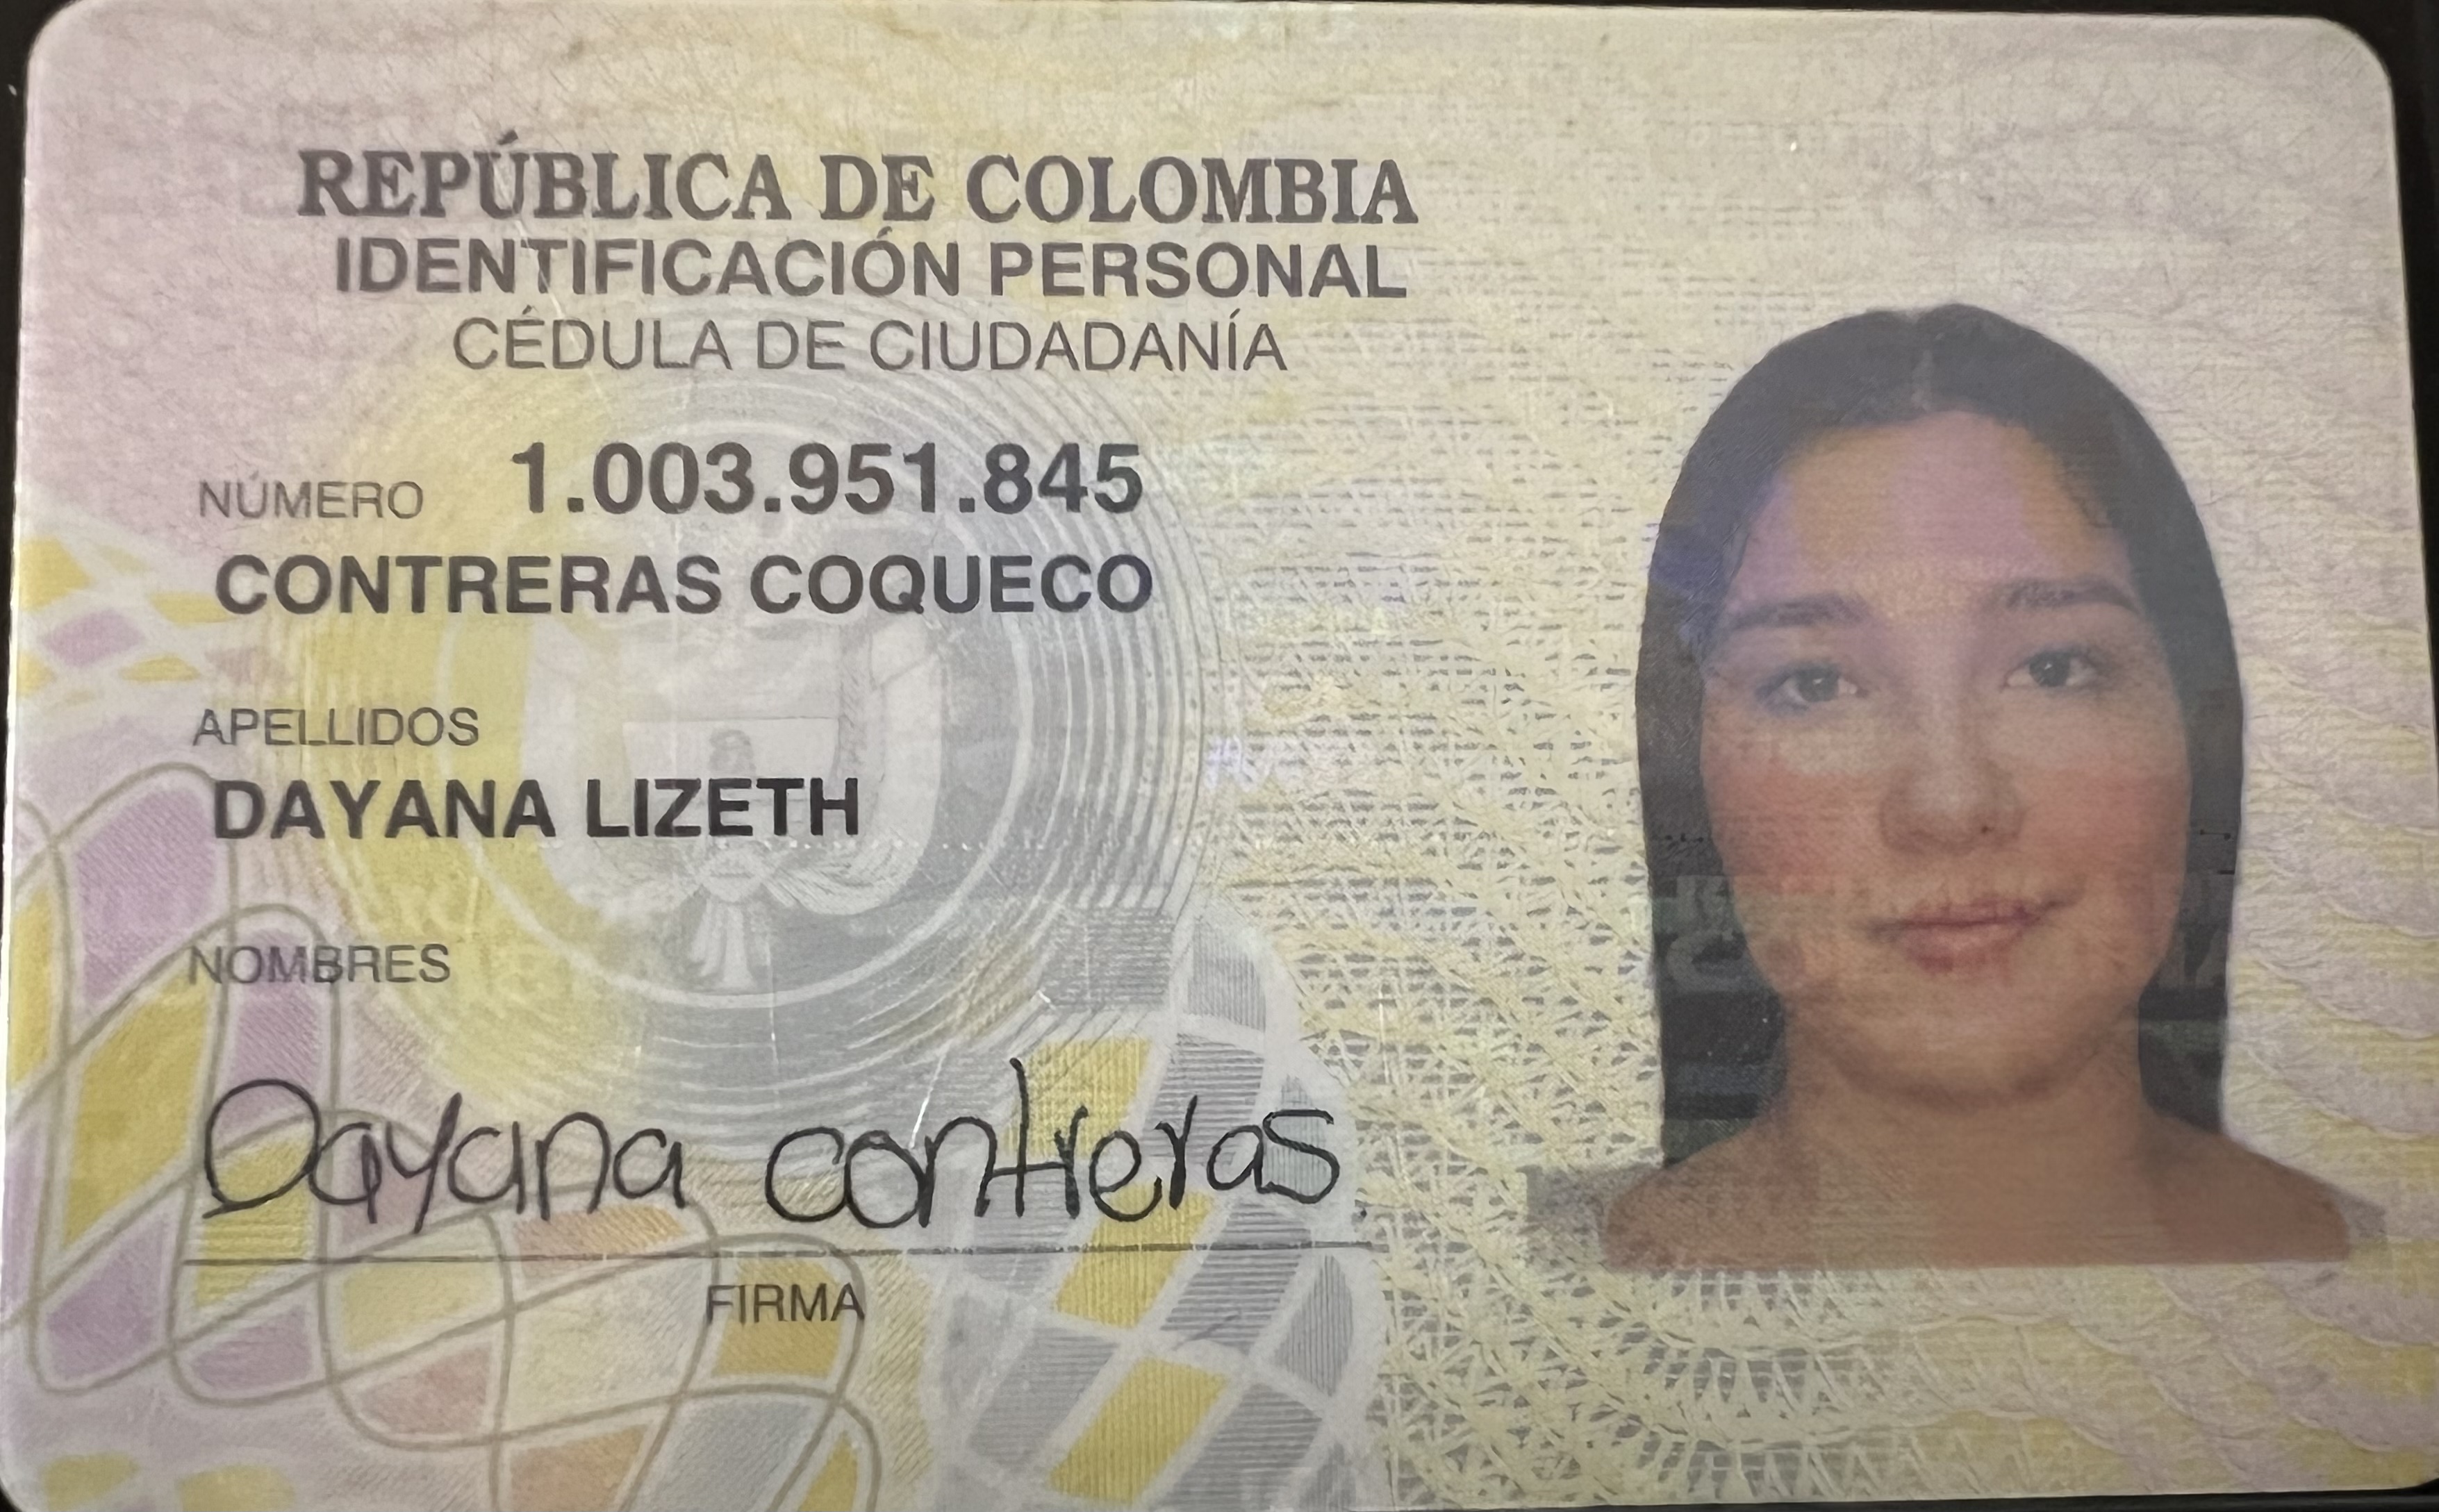 REPÚBLICA DE COLOMBIA
IDENTIFICACIÓN PERSONAL
CÉDULA DE CIUDADANÍA
NÚMERO 1.003.951.845
CONTRERAS COQUECO
APELLIDOS
DAYANA LIZETH
NOMBRES
Dayana contreras
FIRMA